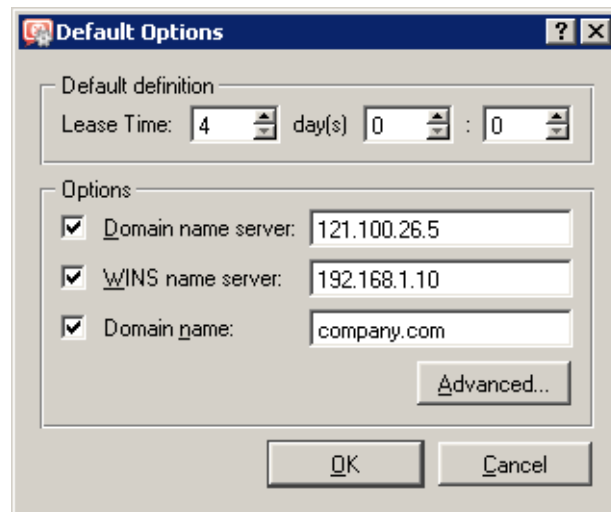 Default Options
Default definition
Lease Time: 4 day(s) 0 : 0
Options
Domain name server: 121.100.26.5
WINS name server: 192.168.1.10
Domain name: company.com
Advanced...
OK Cancel